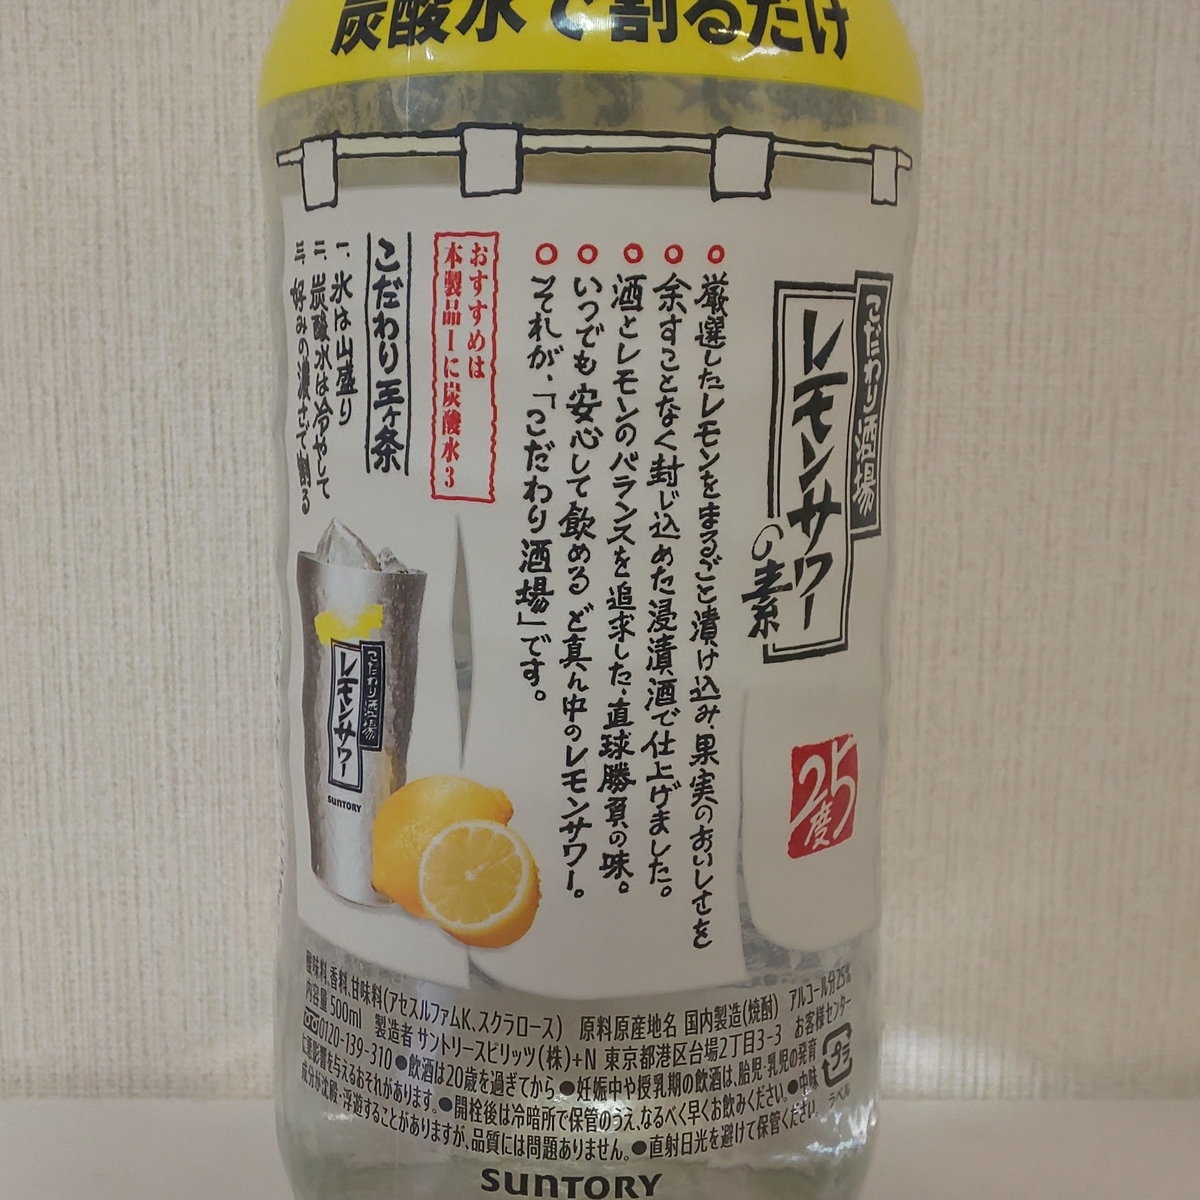 炭酸水で割るだけ
こだわり酒場
レモンサワー
の素
25度
厳選したレモンをまるごと漬け込み、果実のおいしさを
余すことなく封じ込めた浸漬酒で仕上げました。
酒とレモンのバランスを追求した、直球勝負の味。
いつでも安心して飲める ど真ん中のレモンサワー。
それが、「こだわり酒場」です。
おすすめは
本製品1に炭酸水3
こだわり三ヶ条
一、氷は山盛り
二、炭酸水は冷やして
三、好みの濃さで割る
こだわり酒場
レモンサワー
SUNTORY
酸味料、香料、甘味料(アセスルファムK、スクラロース) 原料原産地名 国内製造(焼酎) アルコール分25%
内容量 500ml 製造者 サントリースピリッツ(株)+N 東京都港区台場2丁目3-3 お客様センター
0120-139-310 ●飲酒は20歳を過ぎてから。●妊娠中や授乳期の飲酒は、胎児・乳児の発育
に悪影響を与えるおそれがあります。●開栓後は冷暗所で保管のうえ、なるべく早くお飲みください。●中味
成分が沈殿・浮遊することがありますが、品質には問題ありません。●直射日光を避けて保管ください。
プラ
ラベル
SUNTORY